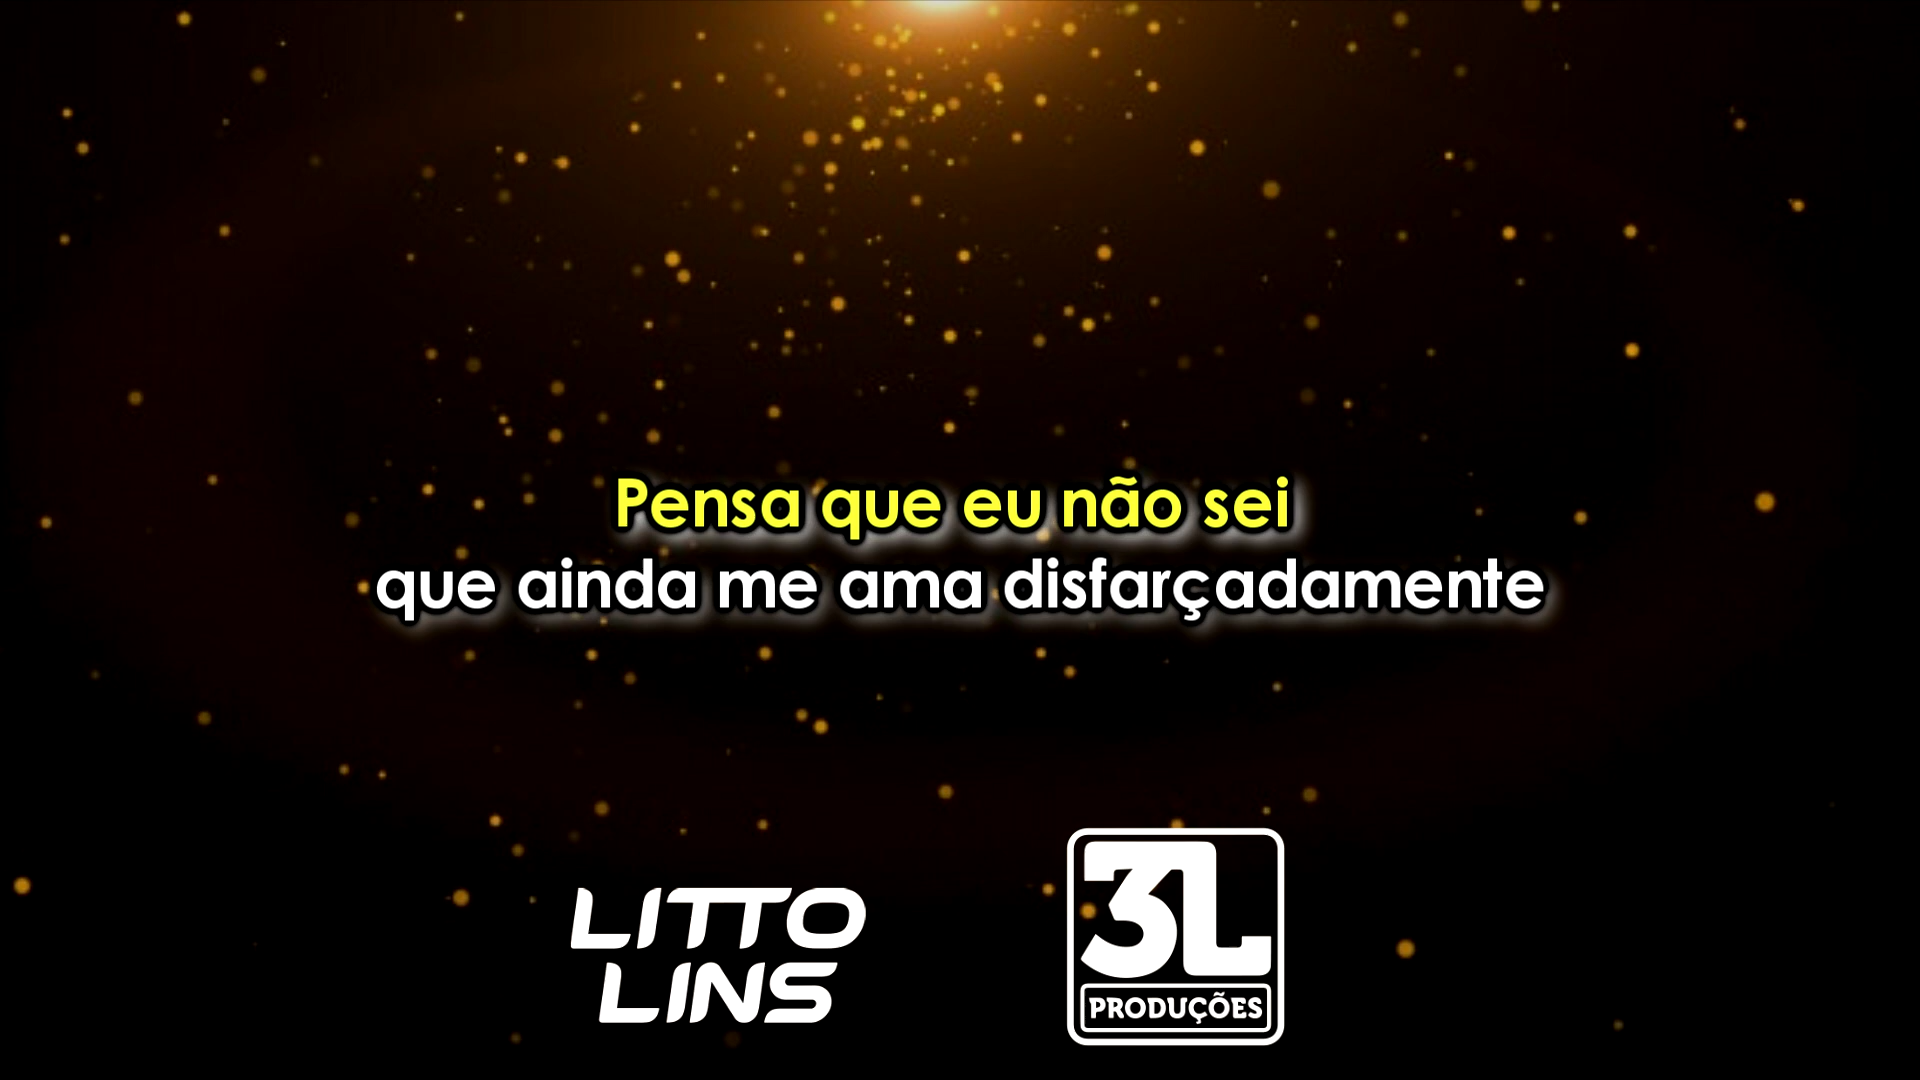 Pensa que eu não sei
que ainda me ama disfarçadamente
LITTO
LINS
3L
PRODUÇÕES